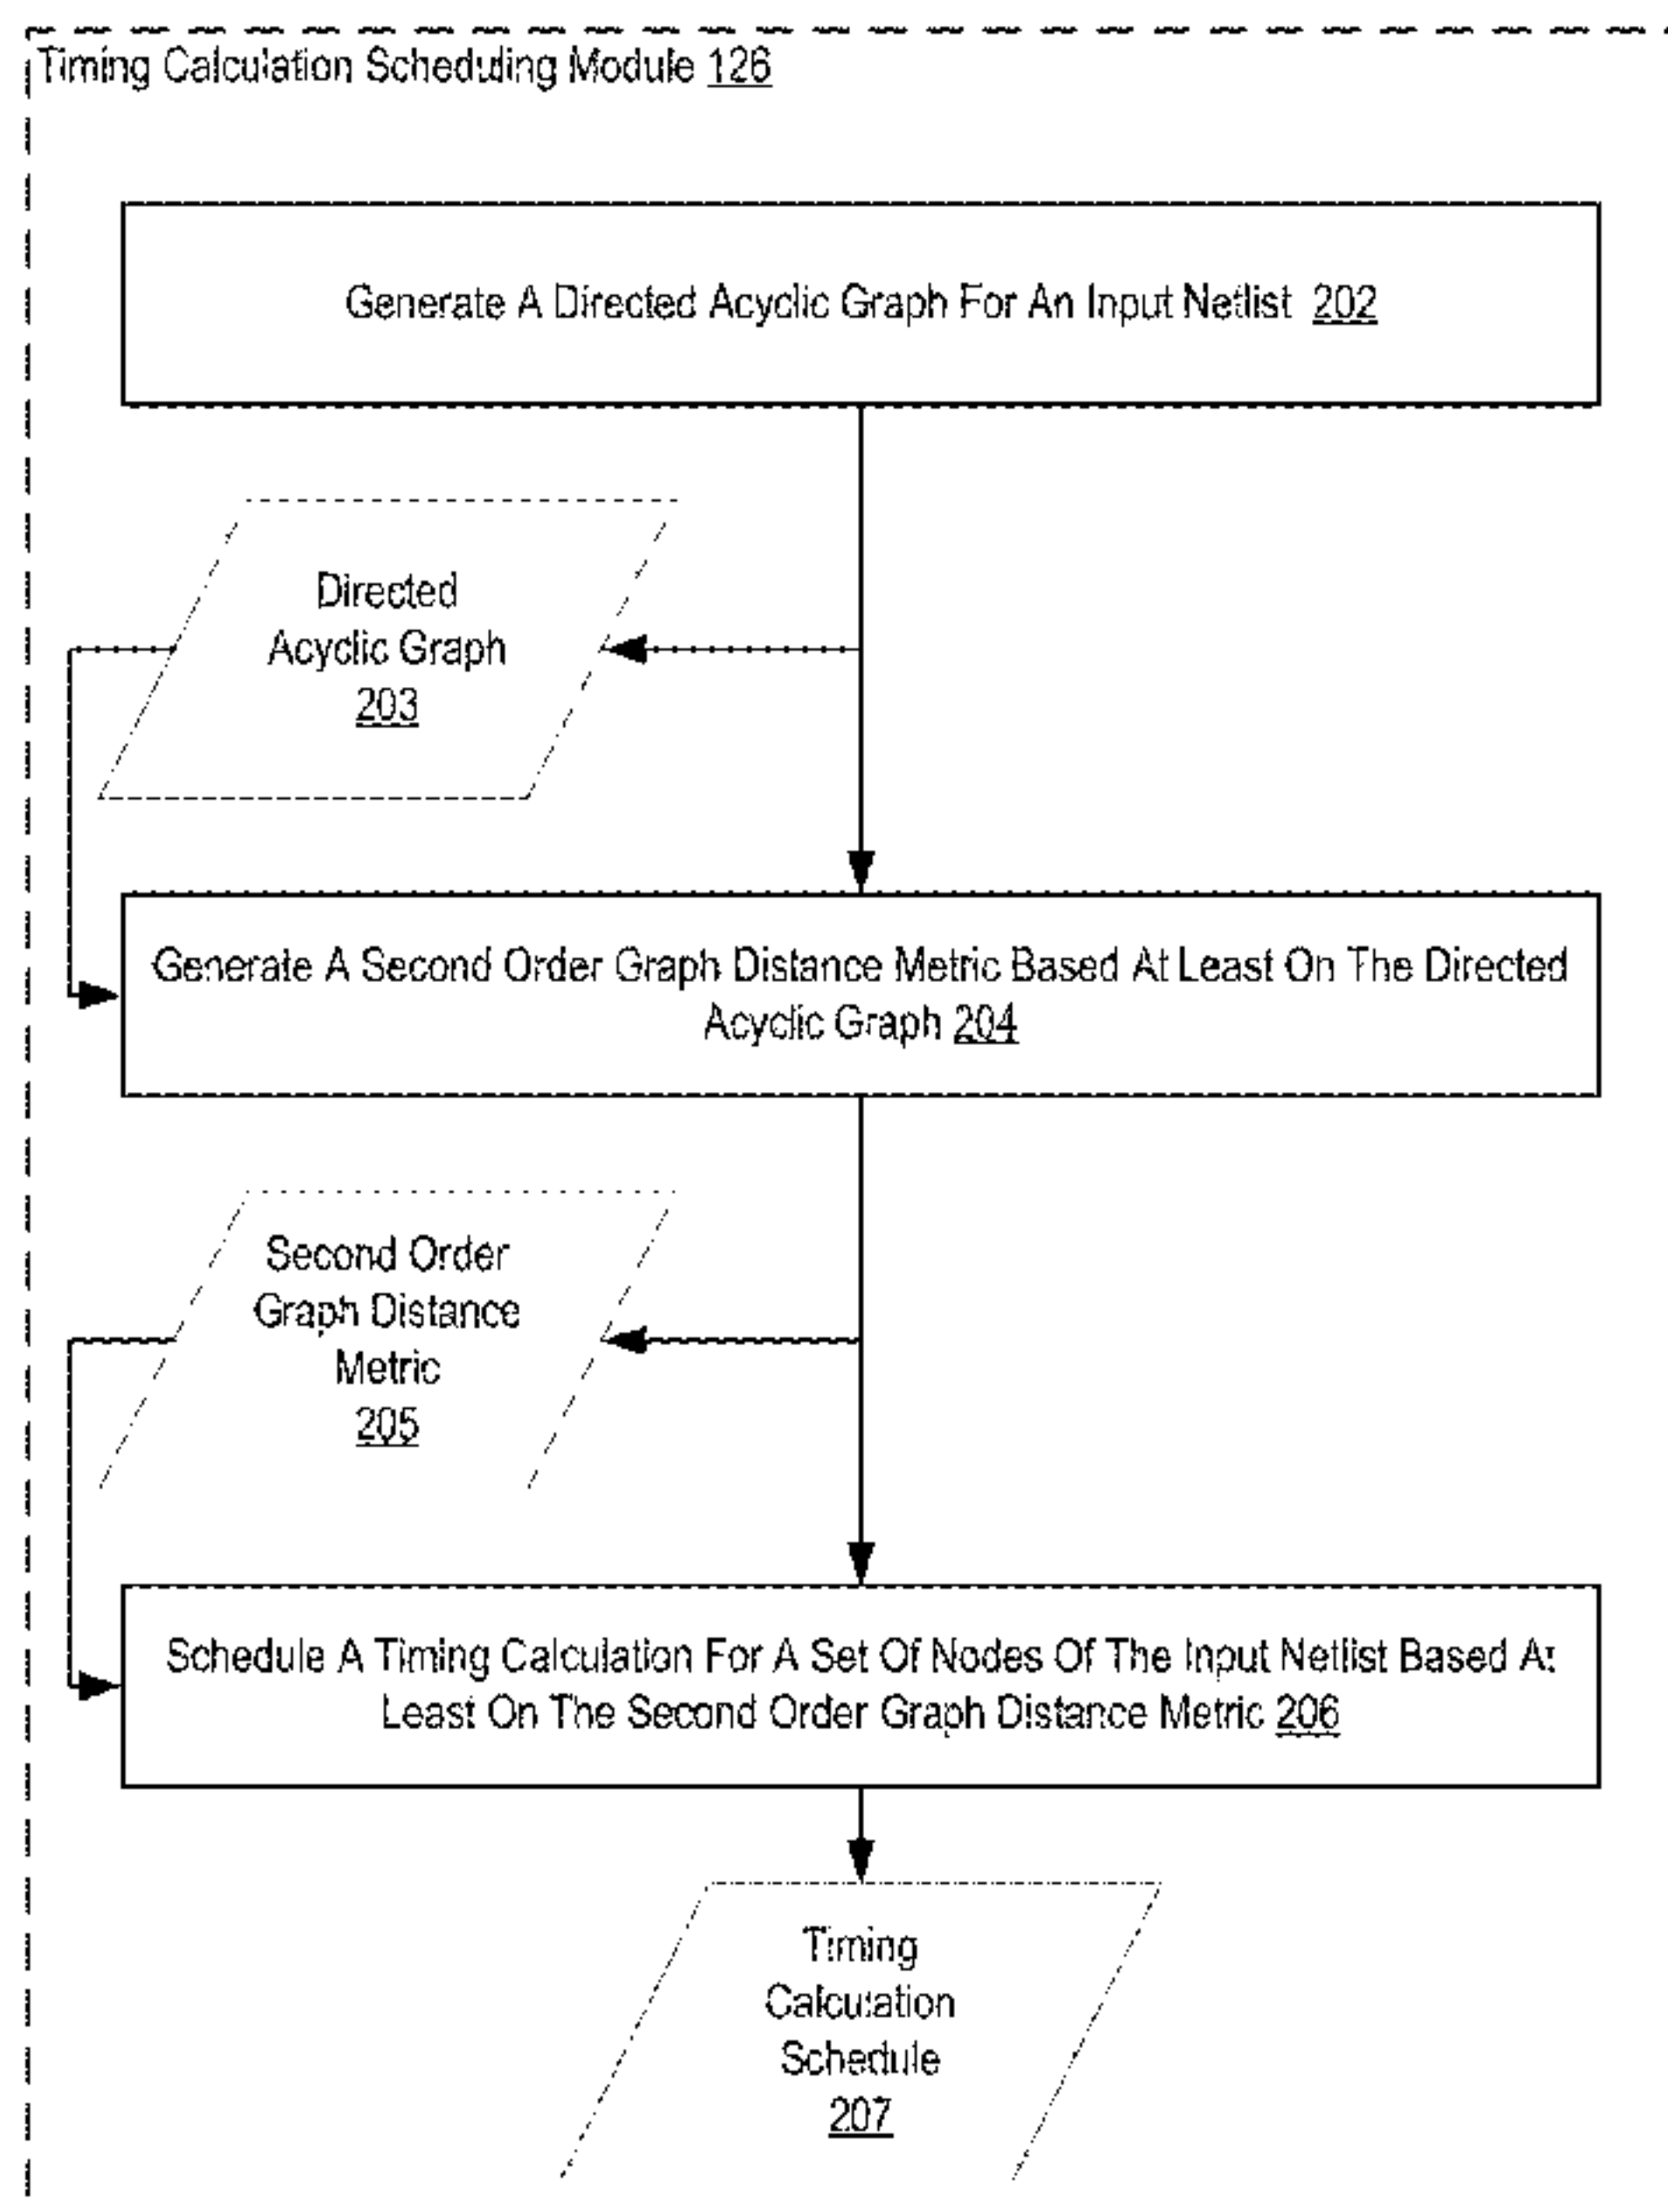 Timing Calculation Scheduling Module 126
Generate A Directed Acyclic Graph For An Input Netlist 202
Directed
Acyclic Graph
203
Generate A Second Order Graph Distance Metric Based At Least On The Directed
Acyclic Graph 204
Second Order
Graph Distance
Metric
205
Schedule A Timing Calculation For A Set Of Nodes Of The Input Netlist Based At
Least On The Second Order Graph Distance Metric 206
Timing
Calculation
Schedule
207